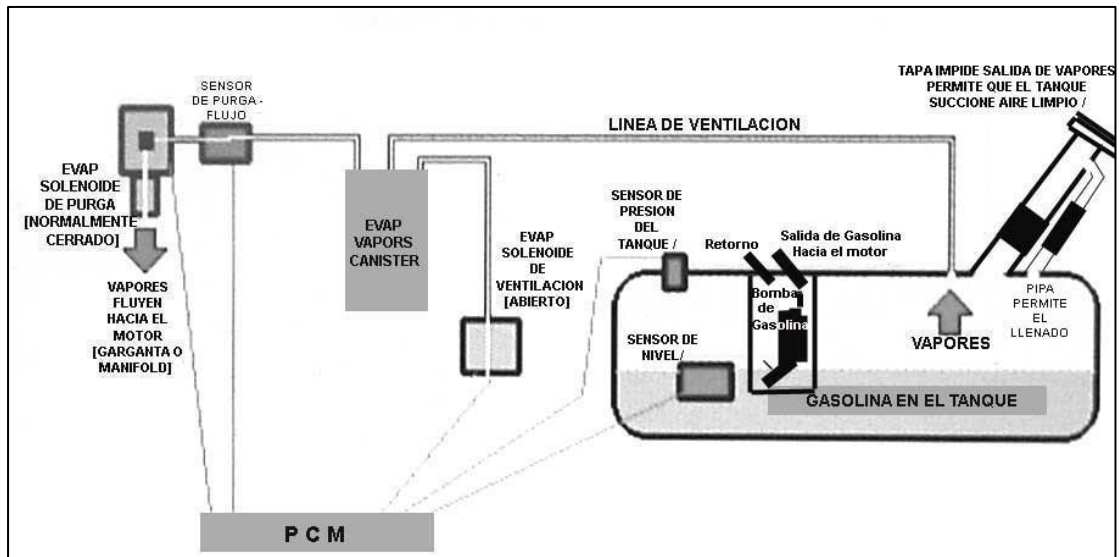 TAPA IMPIDE SALIDA DE VAPORES
PERMITE QUE EL TANQUE
SUCCIONE AIRE LIMPIO /
SENSOR
DE PURGA -
FLUJO
LINEA DE VENTILACION
EVAP
SOLENOIDE
DE PURGA
[NORMALMENTE
CERRADO]
VAPORES
FLUYEN
HACIA EL
MOTOR
[GARGANTA O
MANIFOLD]
EVAP
VAPORS
CANISTER
EVAP
SOLENOIDE
DE
VENTILACION
[ABIERTO]
SENSOR DE
PRESION
DEL
TANQUE /
Retorno
Salida de Gasolina
Hacia el motor
Bomba
de
Gasolina
SENSOR DE
NIVEL/
VAPORES
PIPA
PERMITE
EL
LLENADO
GASOLINA EN EL TANQUE
P C M